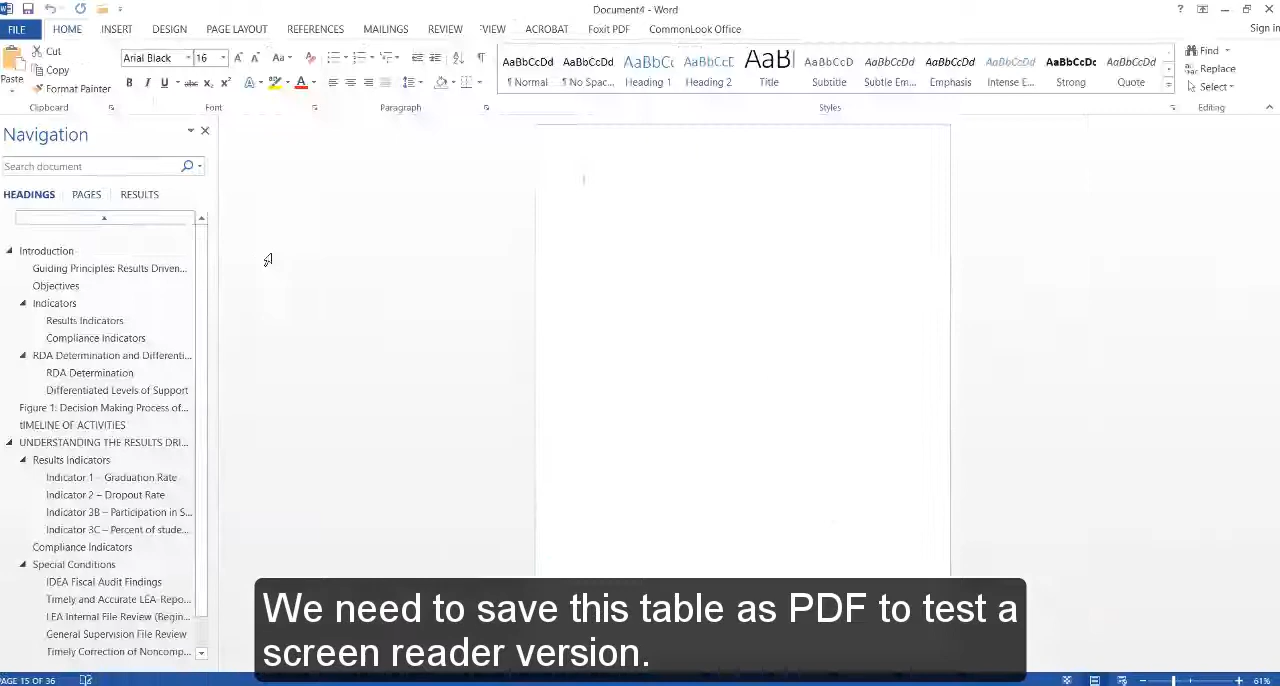 Document4 - Word
Sign in
FILE HOME INSERT DESIGN PAGE LAYOUT REFERENCES MAILINGS REVIEW VIEW ACROBAT Foxit PDF CommonLook Office
Paste
Cut
Copy
Format Painter
Clipboard
Arial Black 16
Font
Paragraph
AaBbCcDd AaBbCcDd AaBbCc AaBbCcD AaB AaBbCcD AaBbCcDd AaBbCcDd AaBbCcDd AaBbCcDc AaBbCcDd
¶ Normal ¶ No Spac... Heading 1 Heading 2 Title Subtitle Subtle Em... Emphasis Intense E... Strong Quote
Styles
Find
Replace
Select
Editing
Navigation
Search document
HEADINGS PAGES RESULTS
Introduction
Guiding Principles: Results Driven...
Objectives
Indicators
Results Indicators
Compliance Indicators
RDA Determination and Differenti...
RDA Determination
Differentiated Levels of Support
Figure 1: Decision Making Process of...
tIMELINE OF ACTIVITIES
UNDERSTANDING THE RESULTS DRI...
Results Indicators
Indicator 1 – Graduation Rate
Indicator 2 – Dropout Rate
Indicator 3B – Participation in S...
Indicator 3C – Percent of stude...
Compliance Indicators
Special Conditions
IDEA Fiscal Audit Findings
Timely and Accurate LEA-Repo...
LEA Internal File Review (Begin...
General Supervision File Review
Timely Correction of Noncomp...
We need to save this table as PDF to test a
screen reader version.
PAGE 15 OF 36
61%